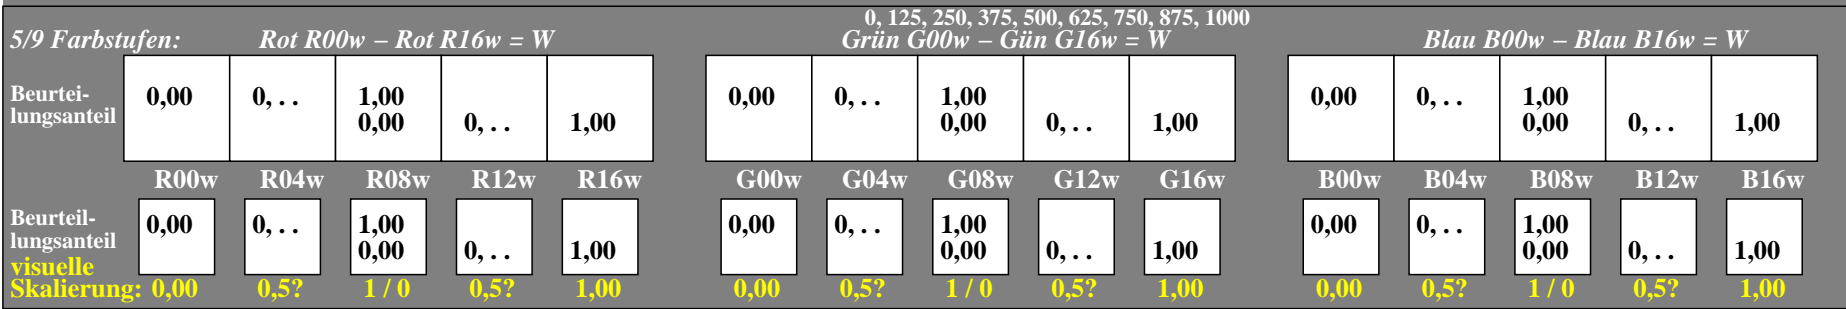 0, 125, 250, 375, 500, 625, 750, 875, 1000
5/9 Farbstufen: Rot R00w – Rot R16w = W Grün G00w – Gün G16w = W Blau B00w – Blau B16w = W
Beurtei-
lungsanteil
0,00 0, . . 1,00 0,00 0, . . 1,00 0,00 0, . . 1,00
0,00 0, . . 1,00 0,00 0, . . 1,00 0,00 0, . . 1,00
R00w R04w R08w R12w R16w G00w G04w G08w G12w G16w B00w B04w B08w B12w B16w
Beurteil-
lungsanteil
0,00 0, . . 1,00 0,00 0, . . 1,00 0,00 0, . . 1,00
0,00 0, . . 1,00 0,00 0, . . 1,00 0,00 0, . . 1,00
visuelle
Skalierung: 0,00 0,5? 1 / 0 0,5? 1,00 0,00 0,5? 1 / 0 0,5? 1,00 0,00 0,5? 1 / 0 0,5? 1,00